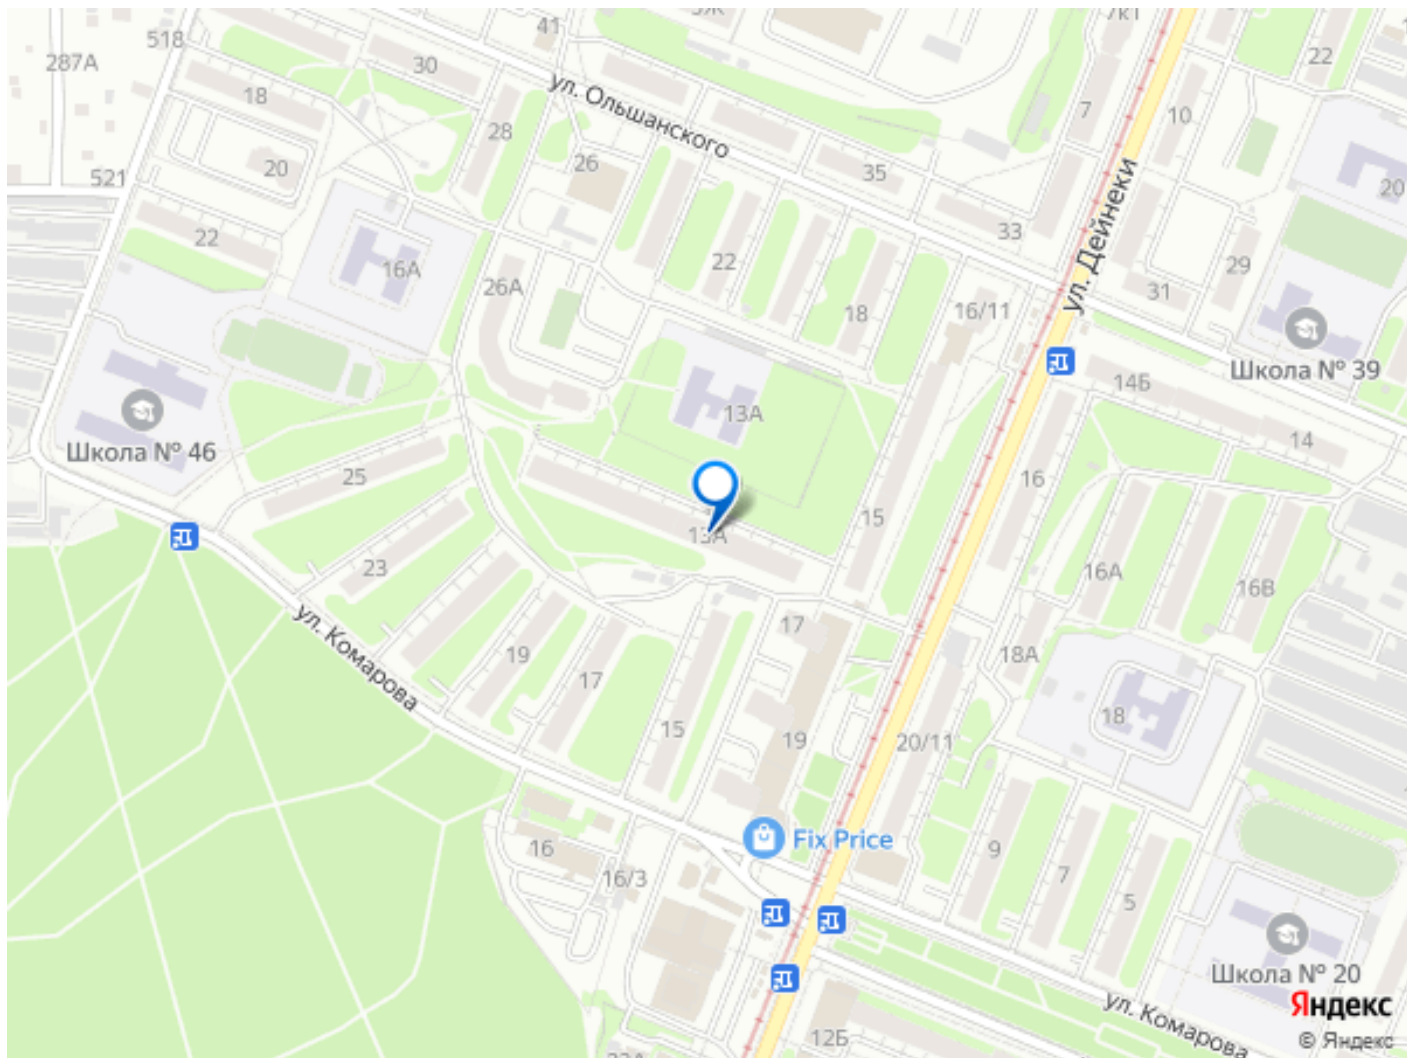 41
518
287А
30
18
28
ул. Ольшанского
7
10
22
26
35
20
521
20
22
16А
26А
22
18
33
16/11
ул. Дейнеки
31
29
Школа № 39
14Б
14
Школа № 46
25
13А
13А
15
16
23
16А
16В
ул. Комарова
19
17
17
15
19
18А
18
20/11
Fix Price
16
16/3
9
7
5
Школа № 20
ул. Комарова
12Б
Яндекс
© Яндекс